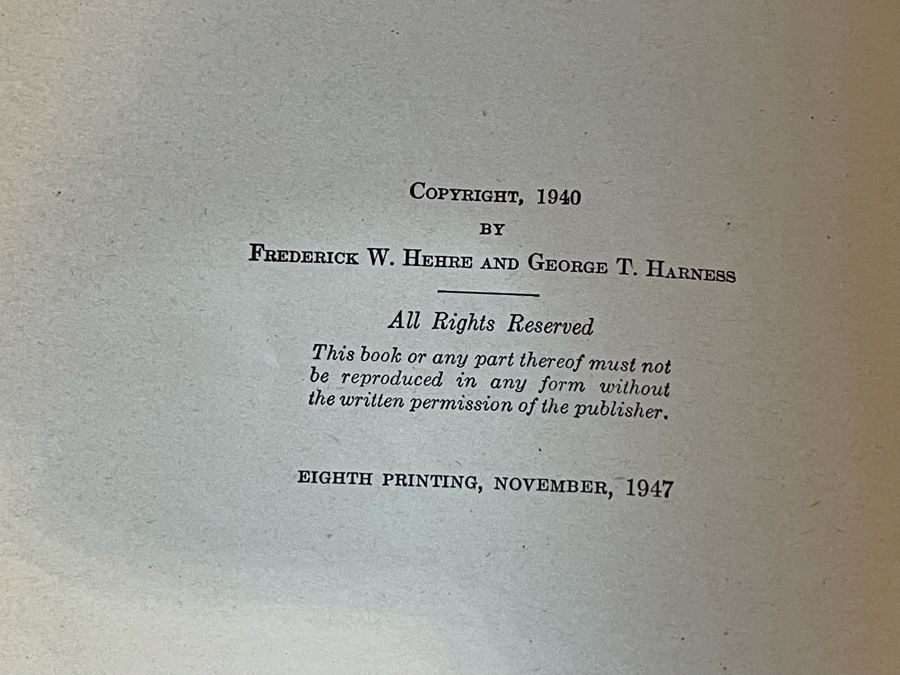 COPYRIGHT, 1940
BY
FREDERICK W. HEHRE AND GEORGE T. HARNESS
All Rights Reserved
This book or any part thereof must not
be reproduced in any form without
the written permission of the publisher.
EIGHTH PRINTING, NOVEMBER, 1947